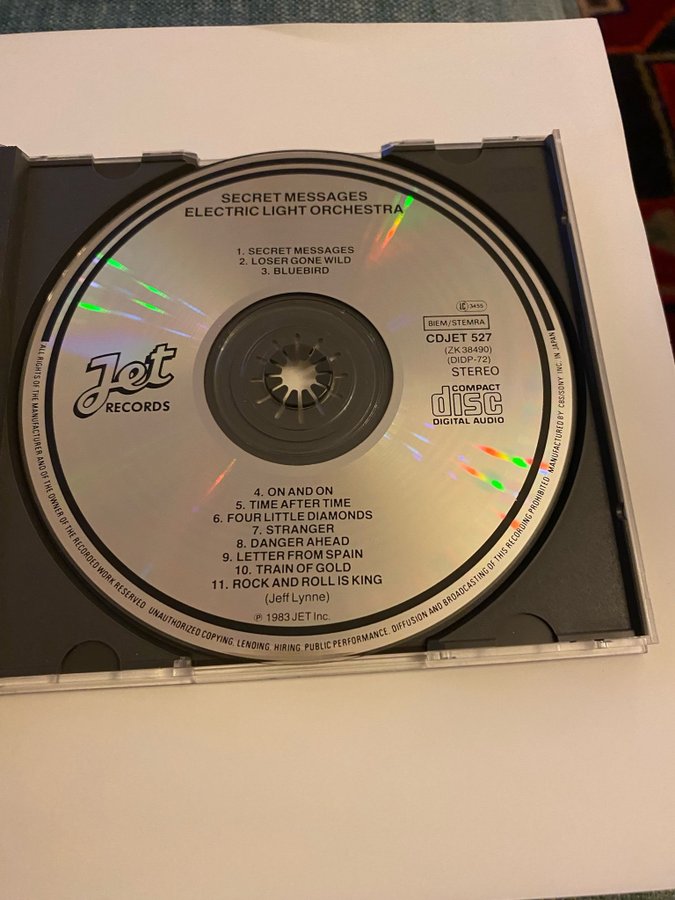 SECRET MESSAGES
ELECTRIC LIGHT ORCHESTRA
1. SECRET MESSAGES
2. LOSER GONE WILD
3. BLUEBIRD
Jet
RECORDS
LC 3455
BIEM/STEMRA
CDJET 527
(ZK 38490)
(DIDP-72)
STEREO
COMPACT
disc
DIGITAL AUDIO
4. ON AND ON
5. TIME AFTER TIME
6. FOUR LITTLE DIAMONDS
7. STRANGER
8. DANGER AHEAD
9. LETTER FROM SPAIN
10. TRAIN OF GOLD
11. ROCK AND ROLL IS KING
(Jeff Lynne)
℗ 1983 JET Inc.
ALL RIGHTS OF THE MANUFACTURER AND OF THE OWNER OF THE RECORDED WORK RESERVED. UNAUTHORIZED COPYING, LENDING, HIRING, PUBLIC PERFORMANCE, DIFFUSION AND BROADCASTING OF THIS RECORDING PROHIBITED. MANUFACTURED BY CBS/SONY INC. IN JAPAN